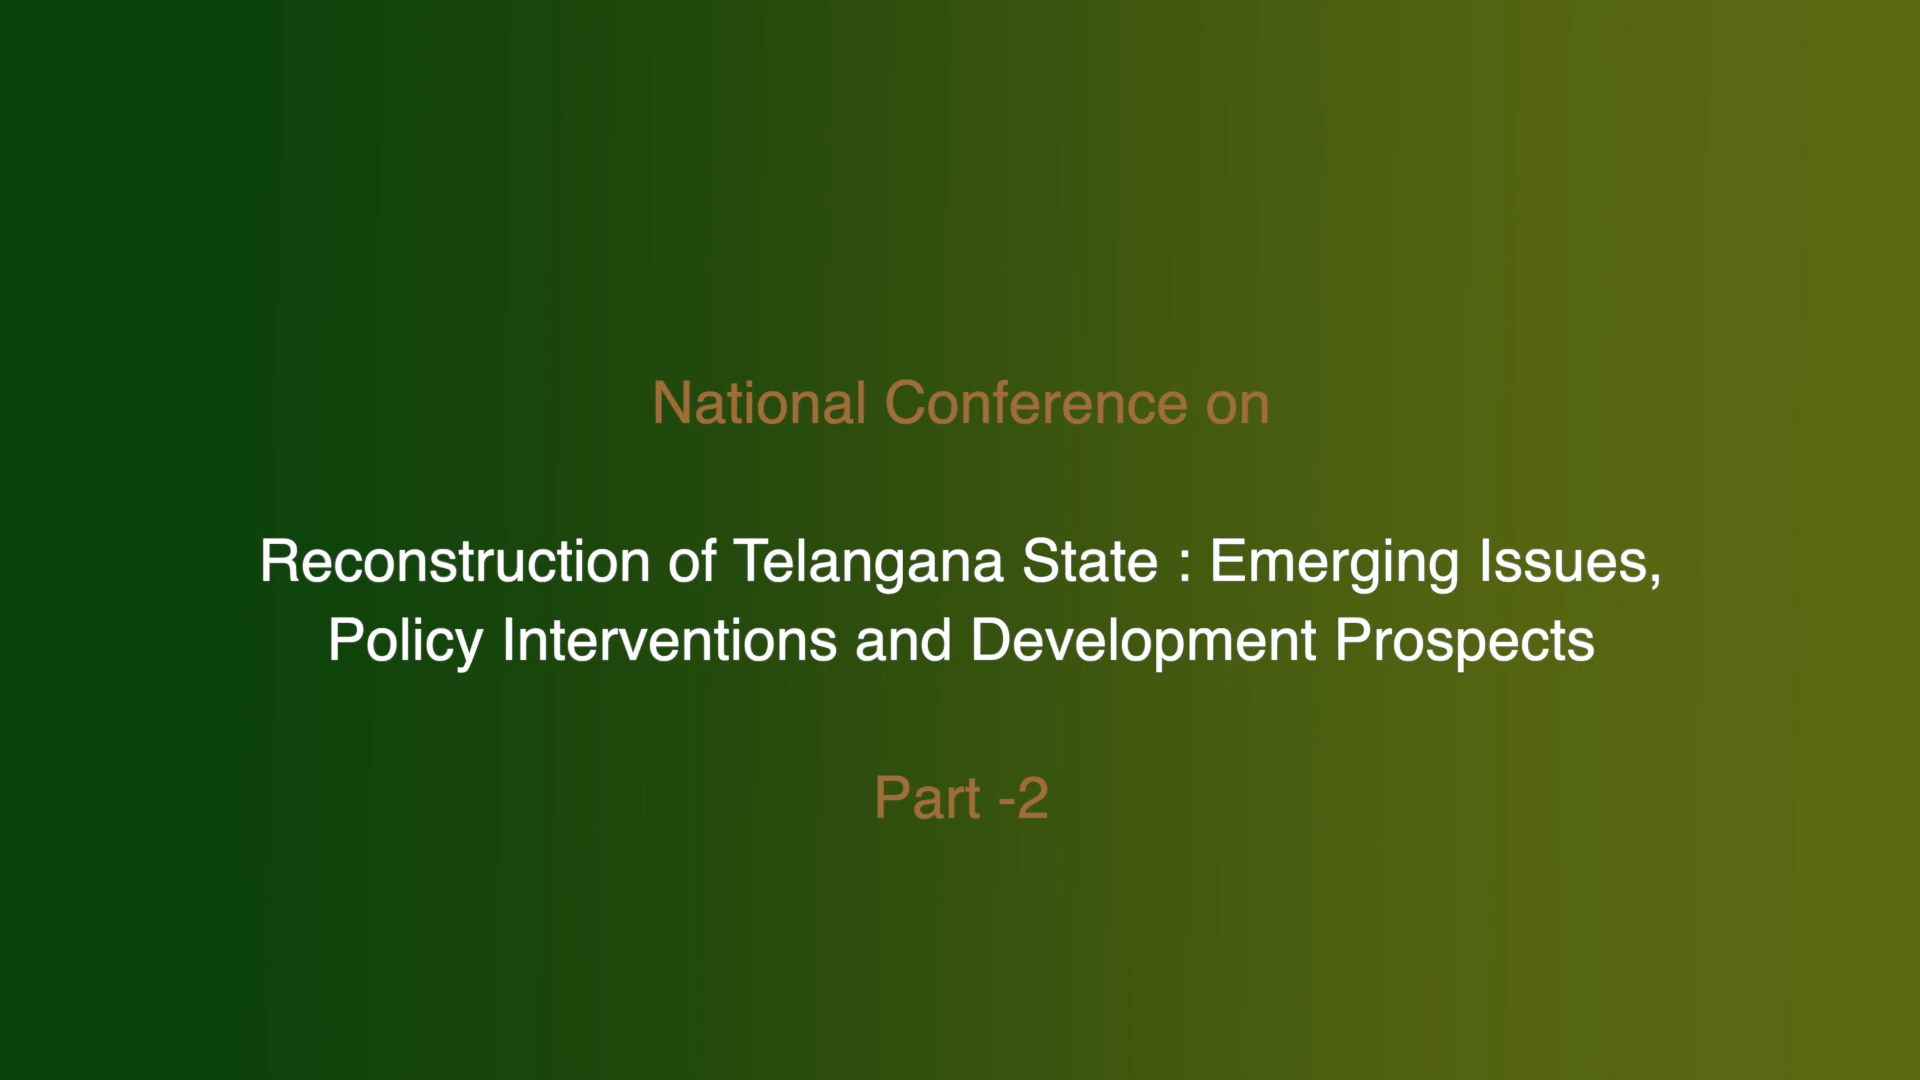 National Conference on
Reconstruction of Telangana State : Emerging Issues,
Policy Interventions and Development Prospects
Part -2